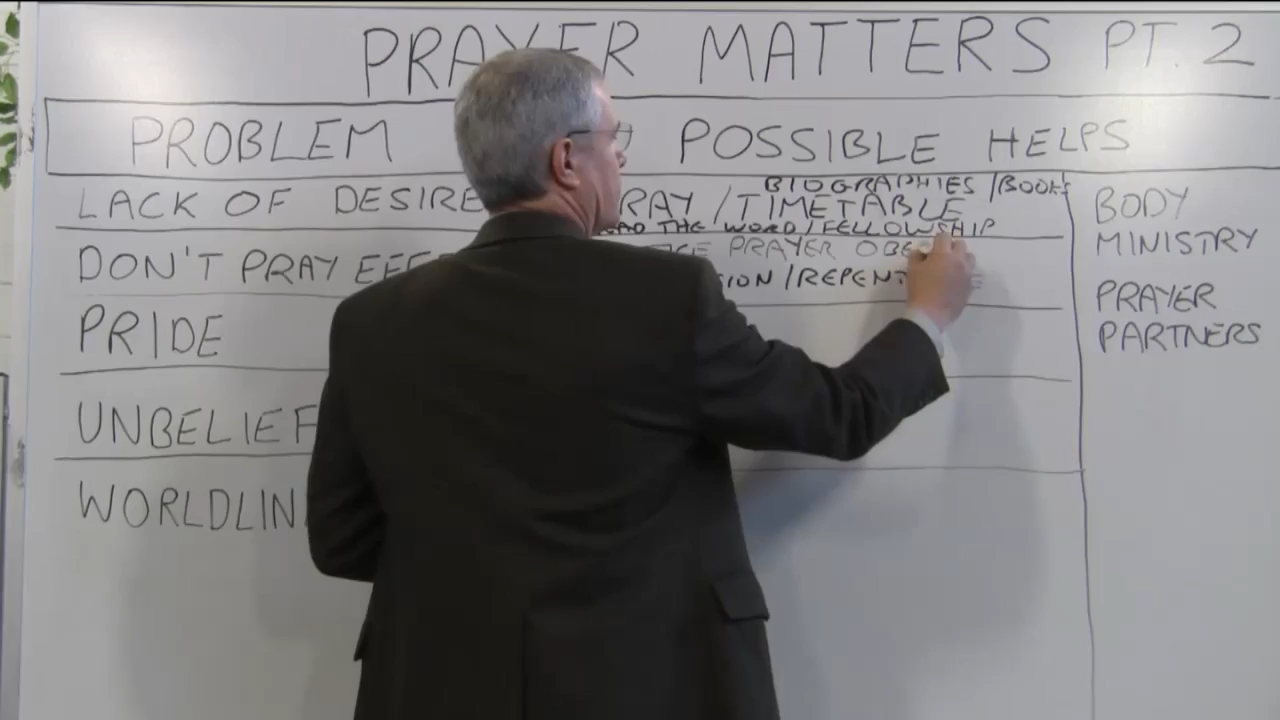 PRAYER MATTERS PT. 2
PROBLEM POSSIBLE HELPS
BIOGRAPHIES / BOOKS
LACK OF DESIRE RAY / TIMETABLE
THE WORD / FELLOWSHIP
DON'T PRAY PRAYER
/ REPENT
PRIDE
UNBELIEF
WORLDLIN
BODY
MINISTRY
PRAYER
PARTNERS